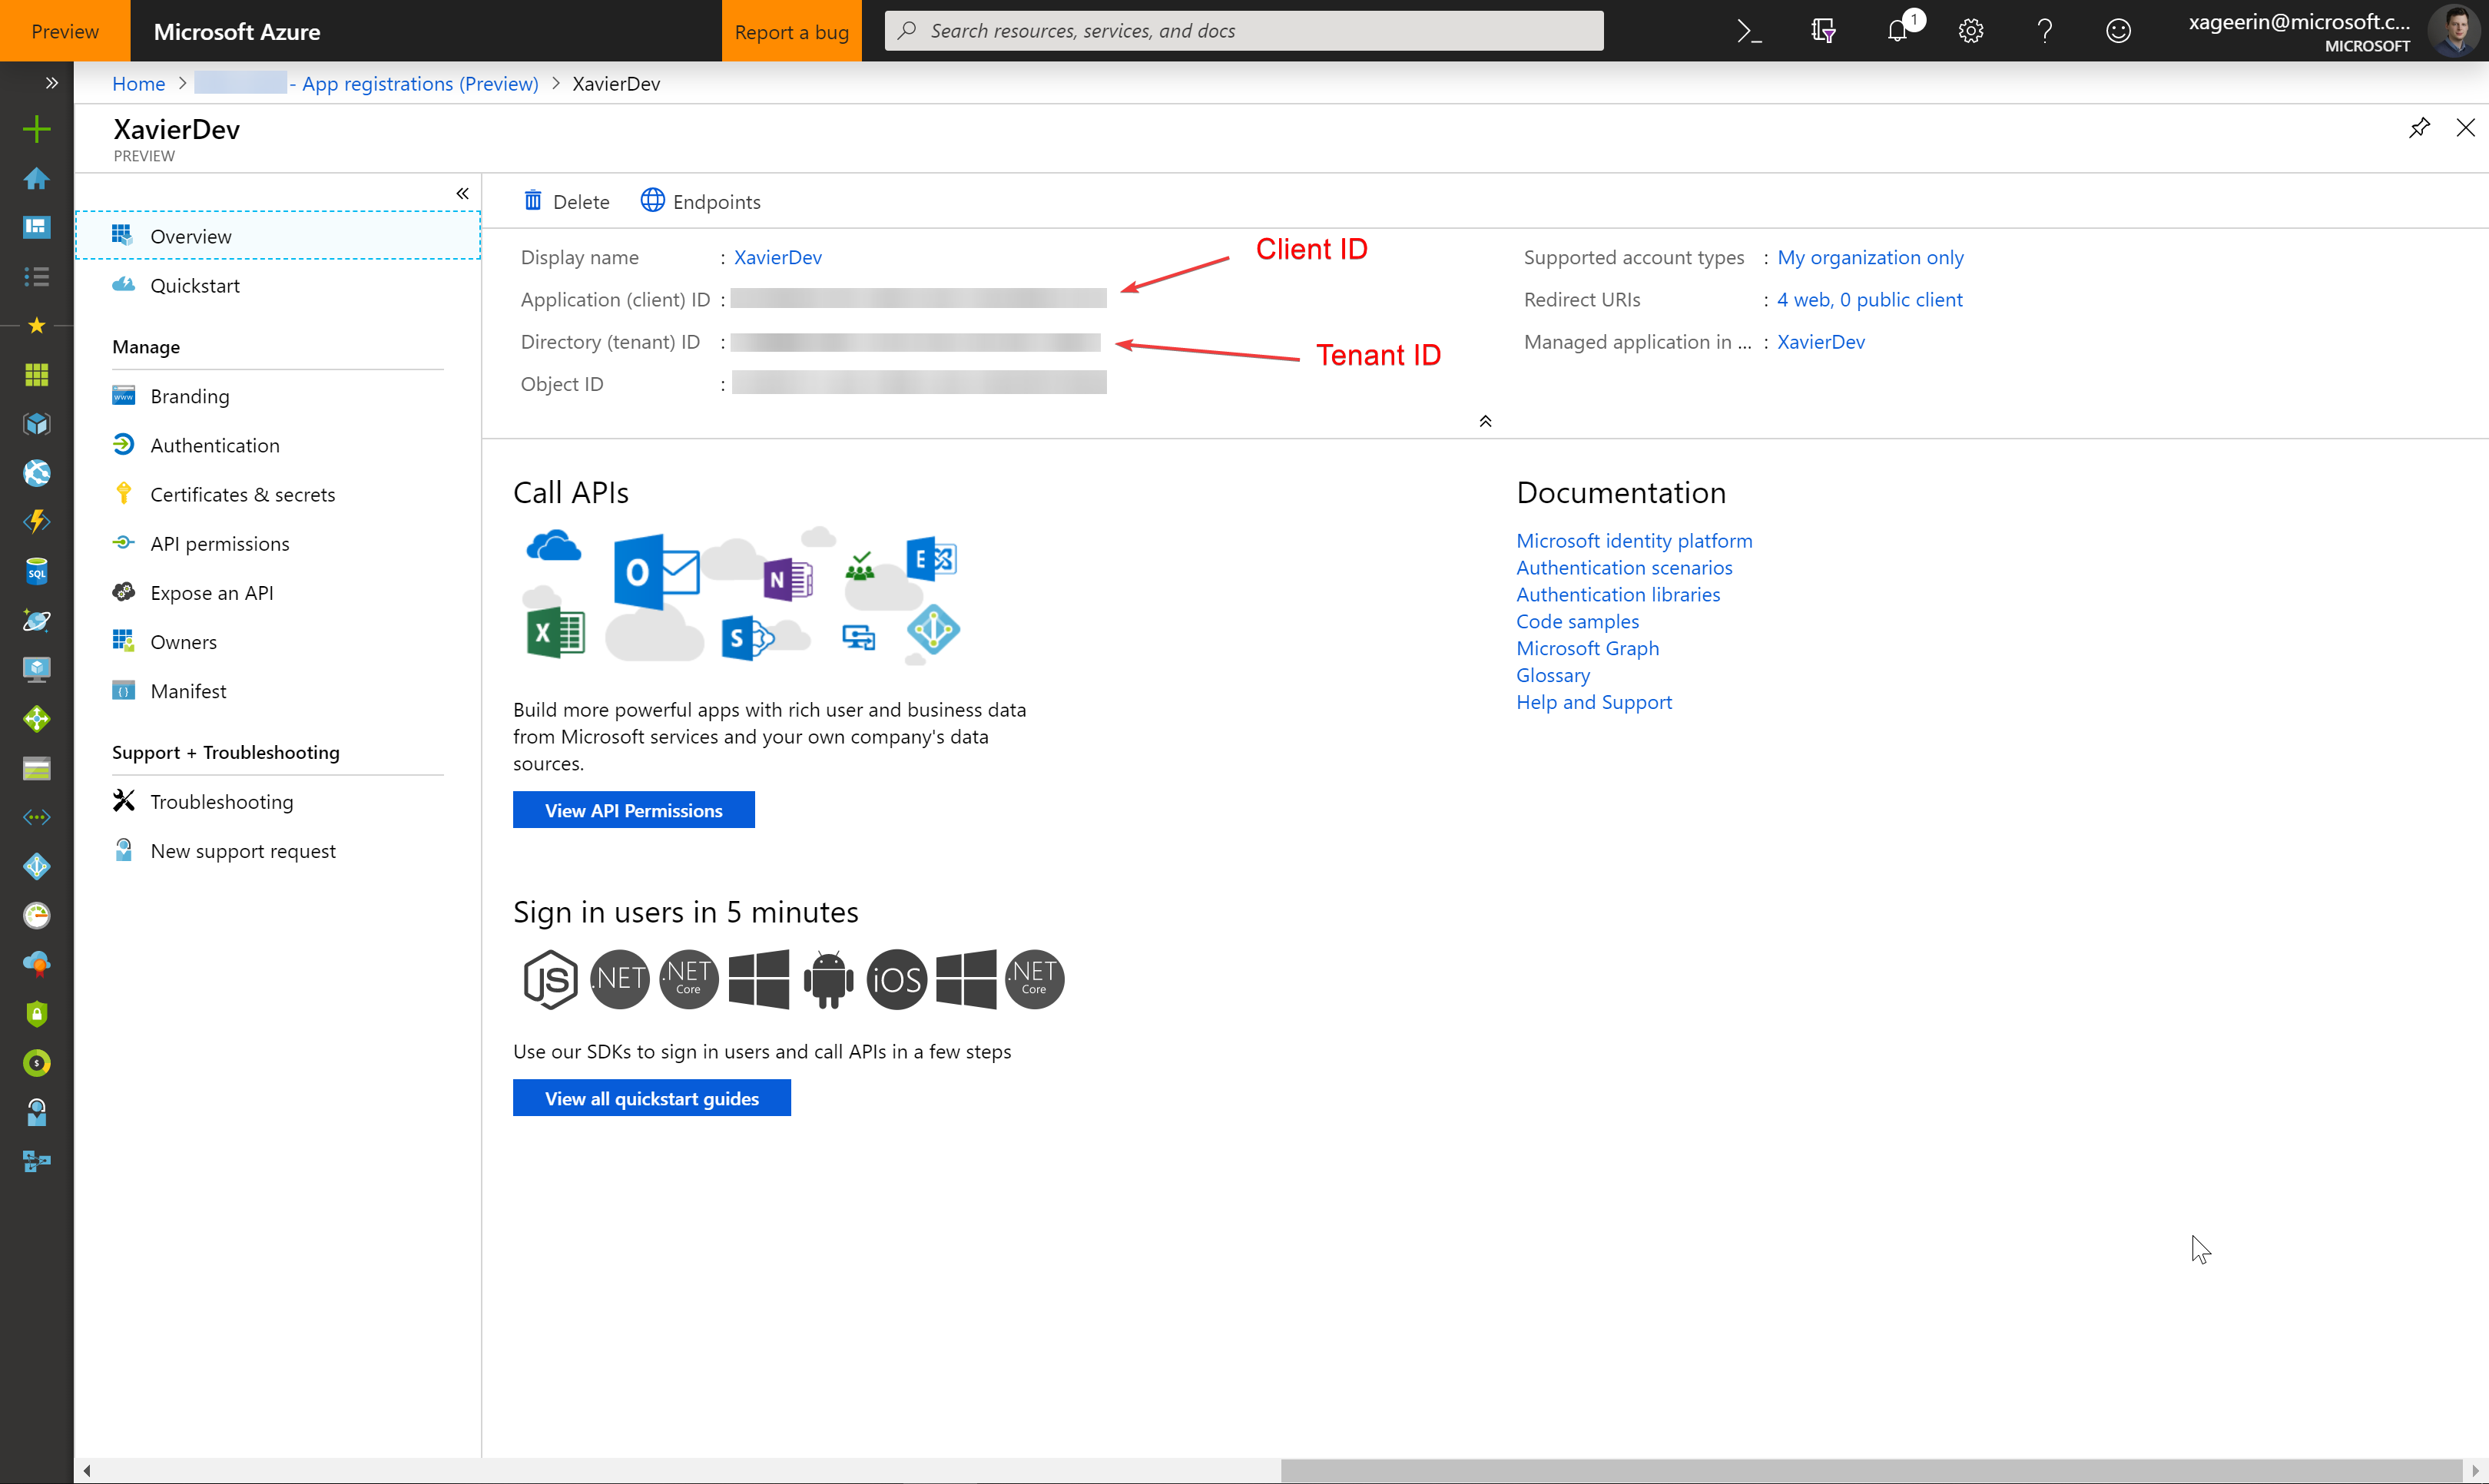 Preview
Microsoft Azure
Report a bug
Search resources, services, and docs
1
xageerin@microsoft.c...
MICROSOFT
Home > - App registrations (Preview) > XavierDev
XavierDev
PREVIEW
Overview
Quickstart
Manage
Branding
Authentication
Certificates & secrets
API permissions
Expose an API
Owners
Manifest
Support + Troubleshooting
Troubleshooting
New support request
Delete
Endpoints
Display name : XavierDev
Application (client) ID :
Directory (tenant) ID :
Object ID :
Client ID
Tenant ID
Supported account types : My organization only
Redirect URIs : 4 web, 0 public client
Managed application in ... : XavierDev
Call APIs
O
N
E
X
S
Build more powerful apps with rich user and business data
from Microsoft services and your own company's data
sources.
View API Permissions
Sign in users in 5 minutes
JS
.NET
.NET Core
iOS
.NET Core
Use our SDKs to sign in users and call APIs in a few steps
View all quickstart guides
Documentation
Microsoft identity platform
Authentication scenarios
Authentication libraries
Code samples
Microsoft Graph
Glossary
Help and Support
SQL
www